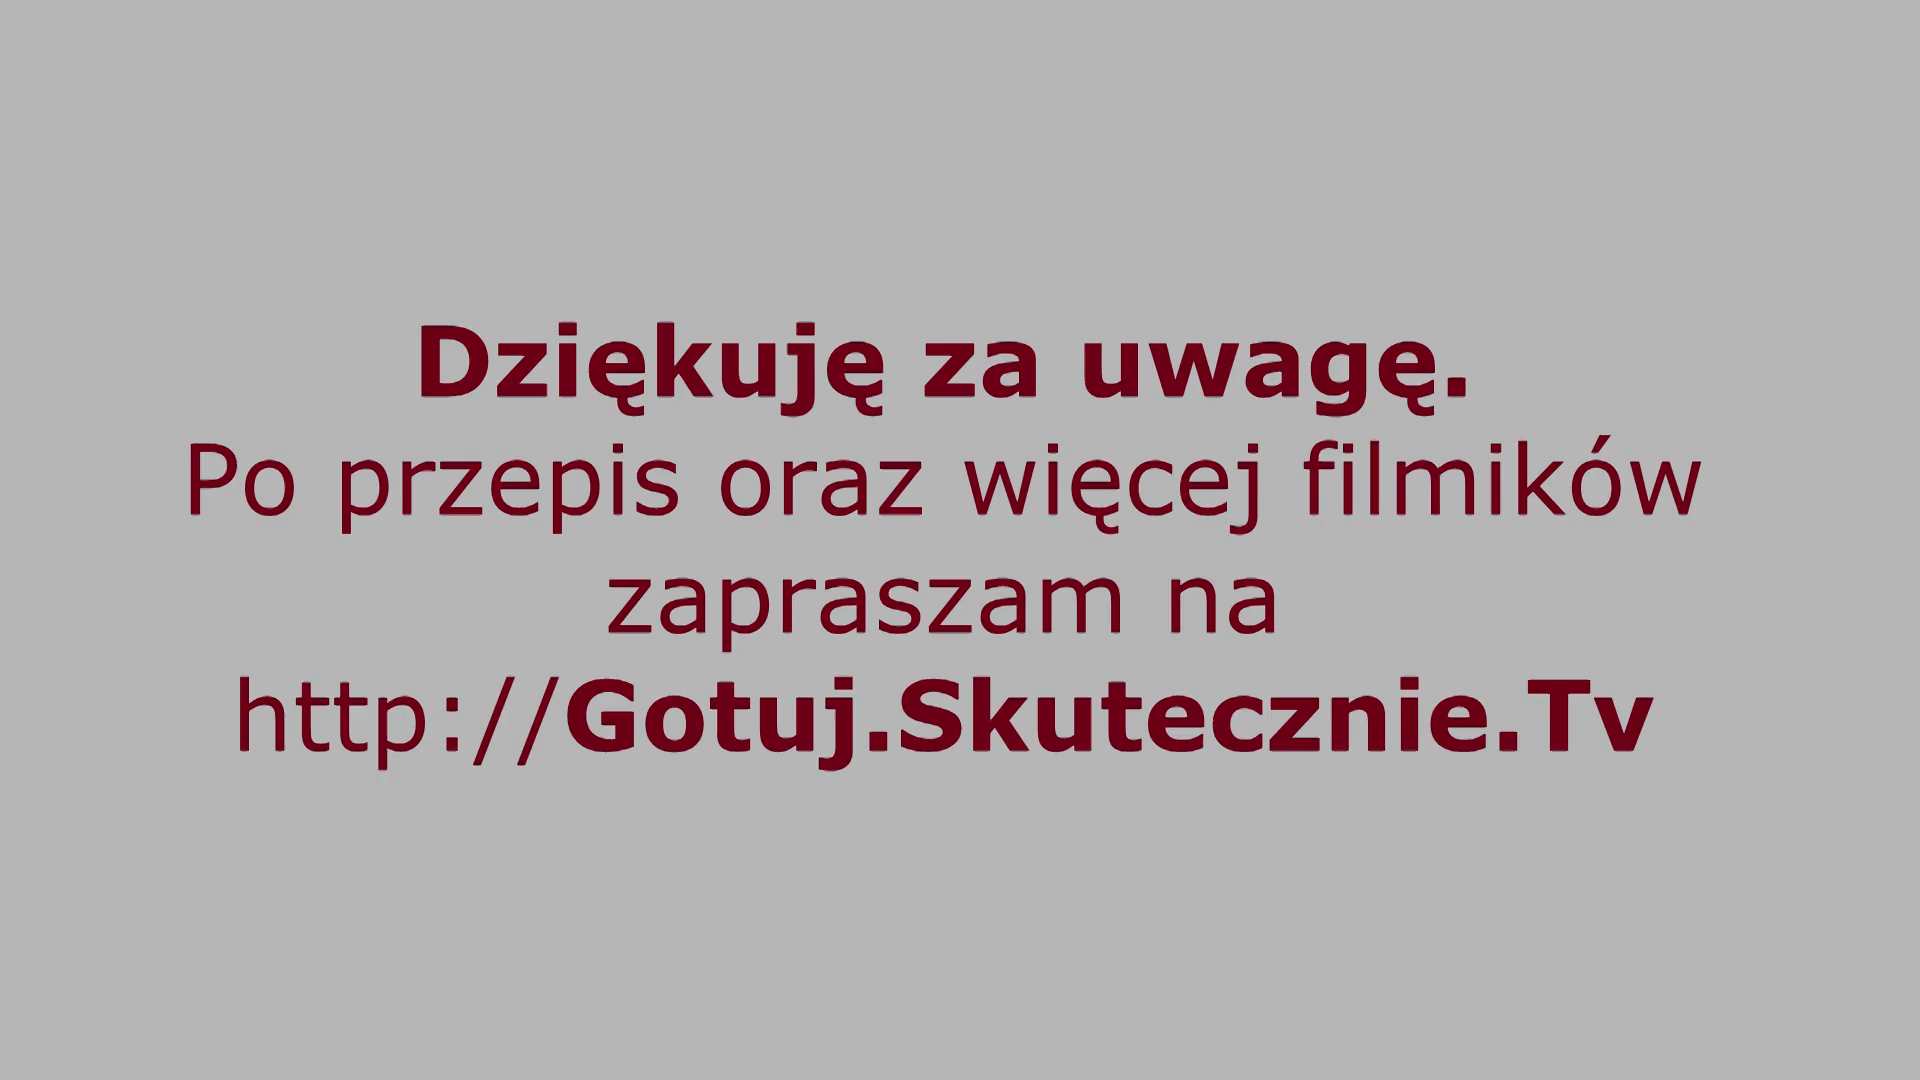 Dziękuję za uwagę.
Po przepis oraz więcej filmików
zapraszam na
http://Gotuj.Skutecznie.Tv